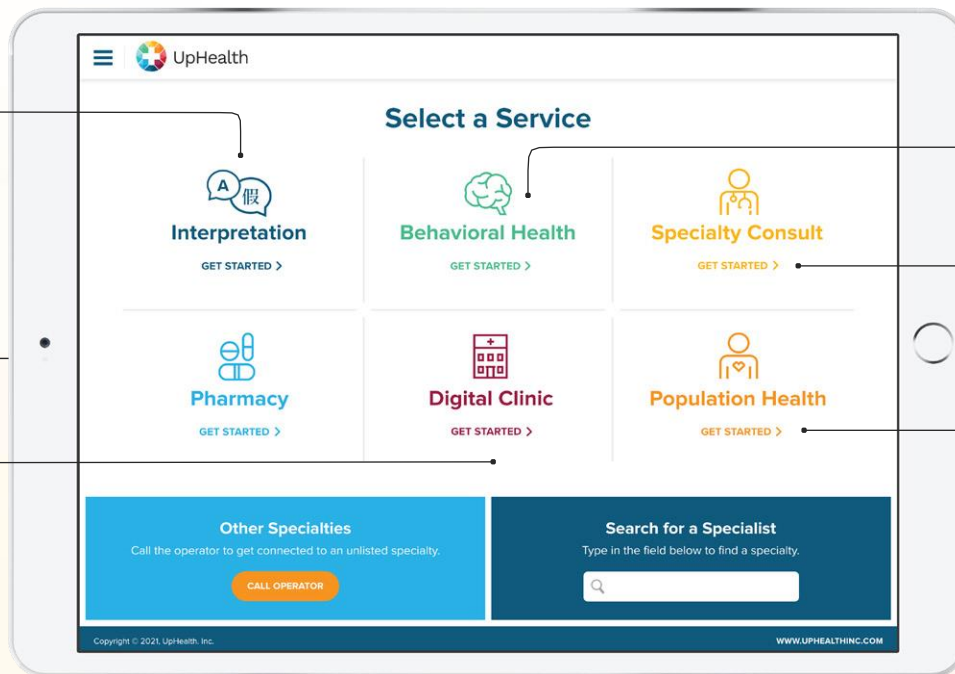 UpHealth
Select a Service
A 假
Interpretation
GET STARTED >
Behavioral Health
GET STARTED >
Specialty Consult
GET STARTED >
Pharmacy
GET STARTED >
Digital Clinic
GET STARTED >
Population Health
GET STARTED >
Other Specialties
Call the operator to get connected to an unlisted specialty.
CALL OPERATOR
Search for a Specialist
Type in the field below to find a specialty.
Copyright © 2021, UpHealth. Inc.
WWW.UPHEALTHINC.COM